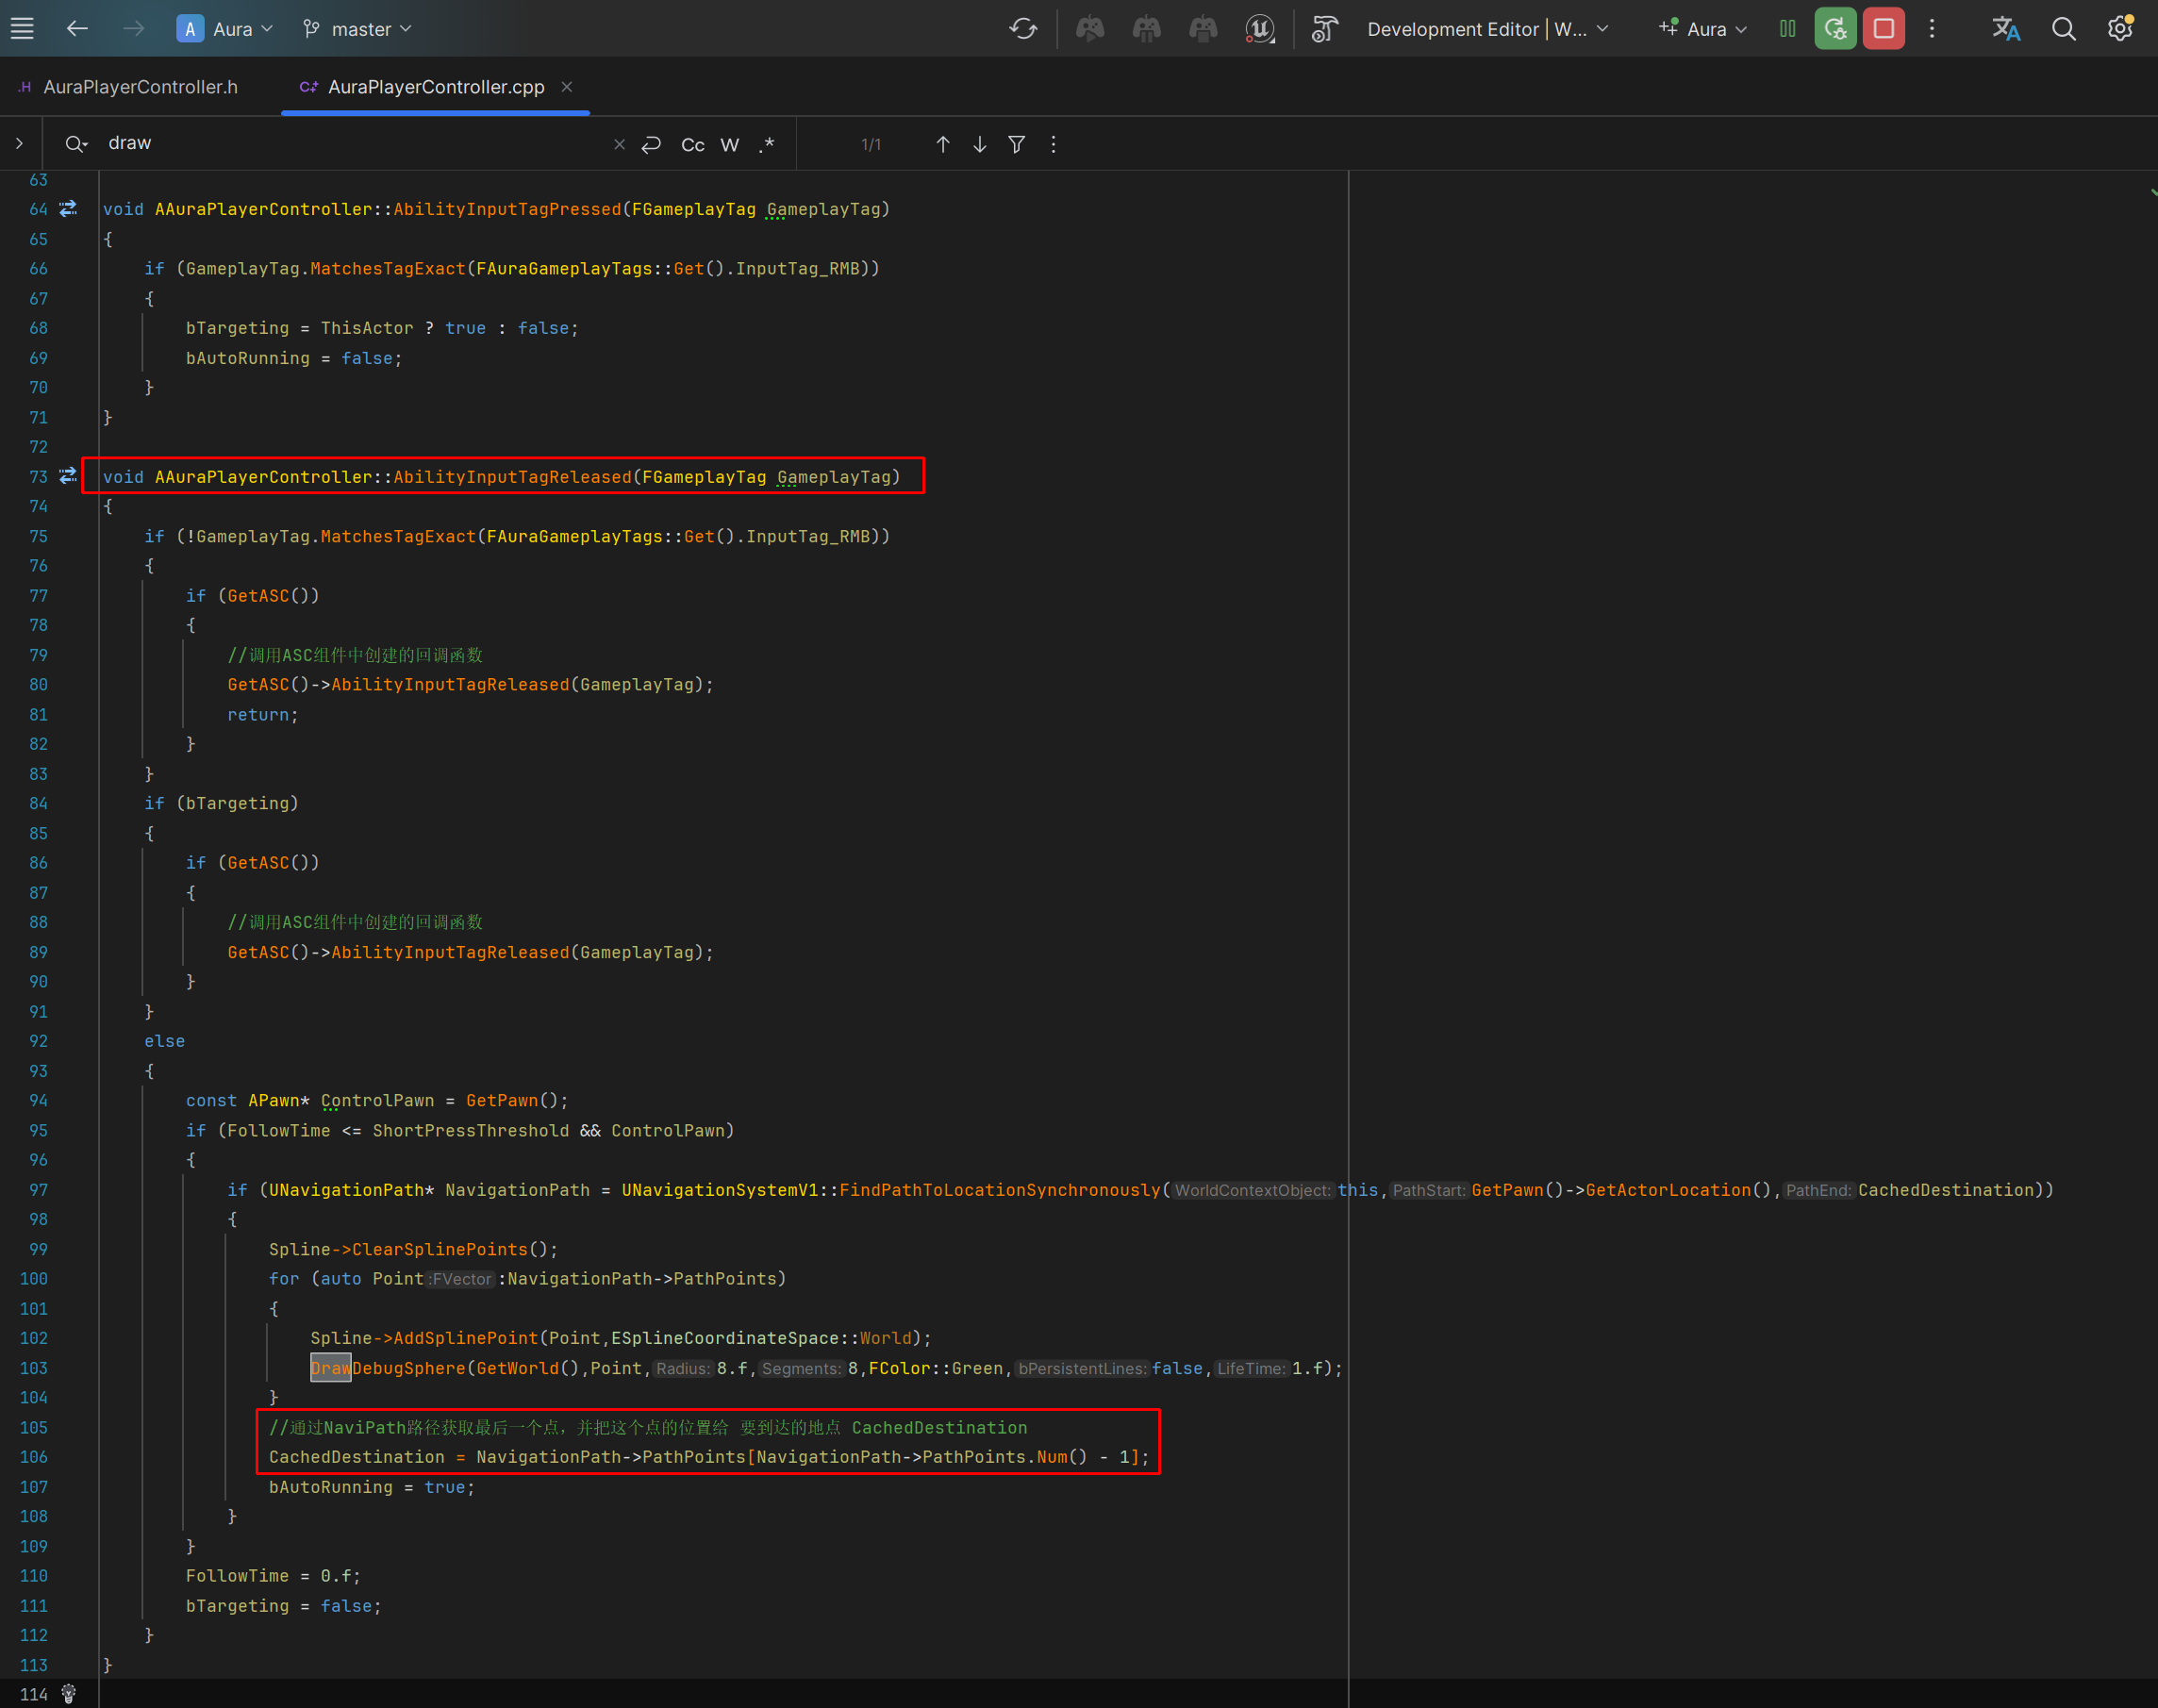 A Aura master Development Editor | W... Aura
.H AuraPlayerController.h C++ AuraPlayerController.cpp
draw Cc W .* 1/1
63
64 void AAuraPlayerController::AbilityInputTagPressed(FGameplayTag GameplayTag)
65 {
66 if (GameplayTag.MatchesTagExact(FAuraGameplayTags::Get().InputTag_RMB))
67 {
68 bTargeting = ThisActor ? true : false;
69 bAutoRunning = false;
70 }
71 }
72
73 void AAuraPlayerController::AbilityInputTagReleased(FGameplayTag GameplayTag)
74 {
75 if (!GameplayTag.MatchesTagExact(FAuraGameplayTags::Get().InputTag_RMB))
76 {
77 if (GetASC())
78 {
79 //调用ASC组件中创建的回调函数
80 GetASC()->AbilityInputTagReleased(GameplayTag);
81 return;
82 }
83 }
84 if (bTargeting)
85 {
86 if (GetASC())
87 {
88 //调用ASC组件中创建的回调函数
89 GetASC()->AbilityInputTagReleased(GameplayTag);
90 }
91 }
92 else
93 {
94 const APawn* ControlPawn = GetPawn();
95 if (FollowTime <= ShortPressThreshold && ControlPawn)
96 {
97 if (UNavigationPath* NavigationPath = UNavigationSystemV1::FindPathToLocationSynchronously(WorldContextObject: this, PathStart: GetPawn()->GetActorLocation(), PathEnd: CachedDestination))
98 {
99 Spline->ClearSplinePoints();
100 for (auto Point :FVector :NavigationPath->PathPoints)
101 {
102 Spline->AddSplinePoint(Point,ESplineCoordinateSpace::World);
103 DrawDebugSphere(GetWorld(),Point, Radius: 8.f, Segments: 8,FColor::Green, bPersistentLines: false, LifeTime: 1.f);
104 }
105 //通过NaviPath路径获取最后一个点，并把这个点的位置给 要到达的地点 CachedDestination
106 CachedDestination = NavigationPath->PathPoints[NavigationPath->PathPoints.Num() - 1];
107 bAutoRunning = true;
108 }
109 }
110 FollowTime = 0.f;
111 bTargeting = false;
112 }
113 }
114